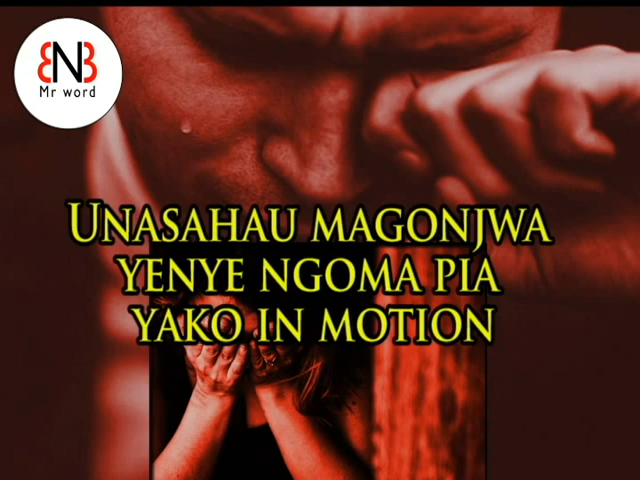 BNB
Mr word
UNASAHAU MAGONJWA
YENYE NGOMA PIA
YAKO IN MOTION